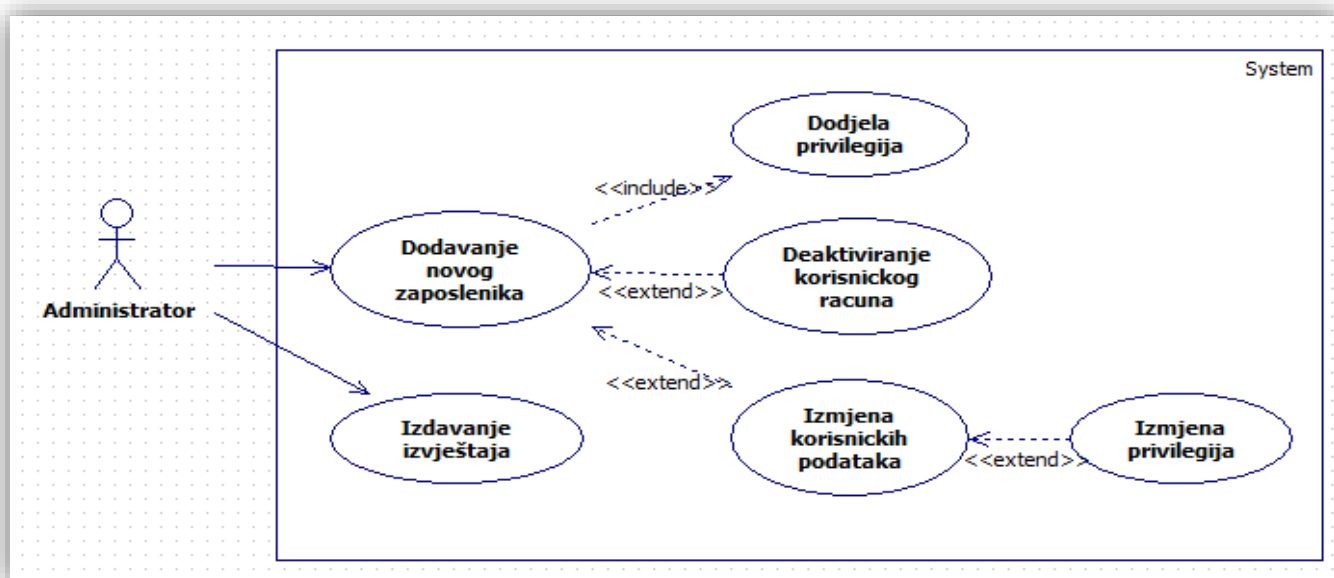 System
Dodjela
privilegija
<<include>>
Dodavanje
novog
zaposlenika
Deaktiviranje
korisnickog
racuna
<<extend>>
Administrator
<<extend>>
Izdavanje
izvještaja
Izmjena
korisnickih
podataka
<<extend>>
Izmjena
privilegija